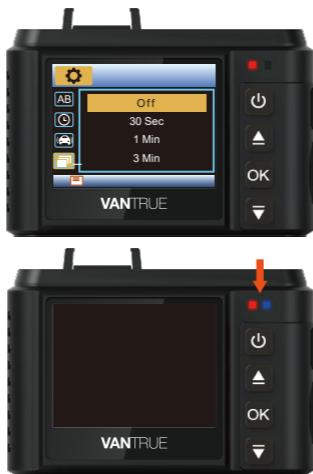 AB
Off
30 Sec
1 Min
3 Min
OK
VANTRUE
OK
VANTRUE